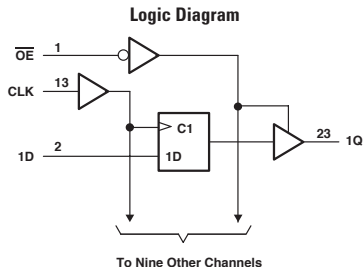 Logic Diagram
OE 1
CLK 13
C1
23 1Q
1D 2
1D
To Nine Other Channels